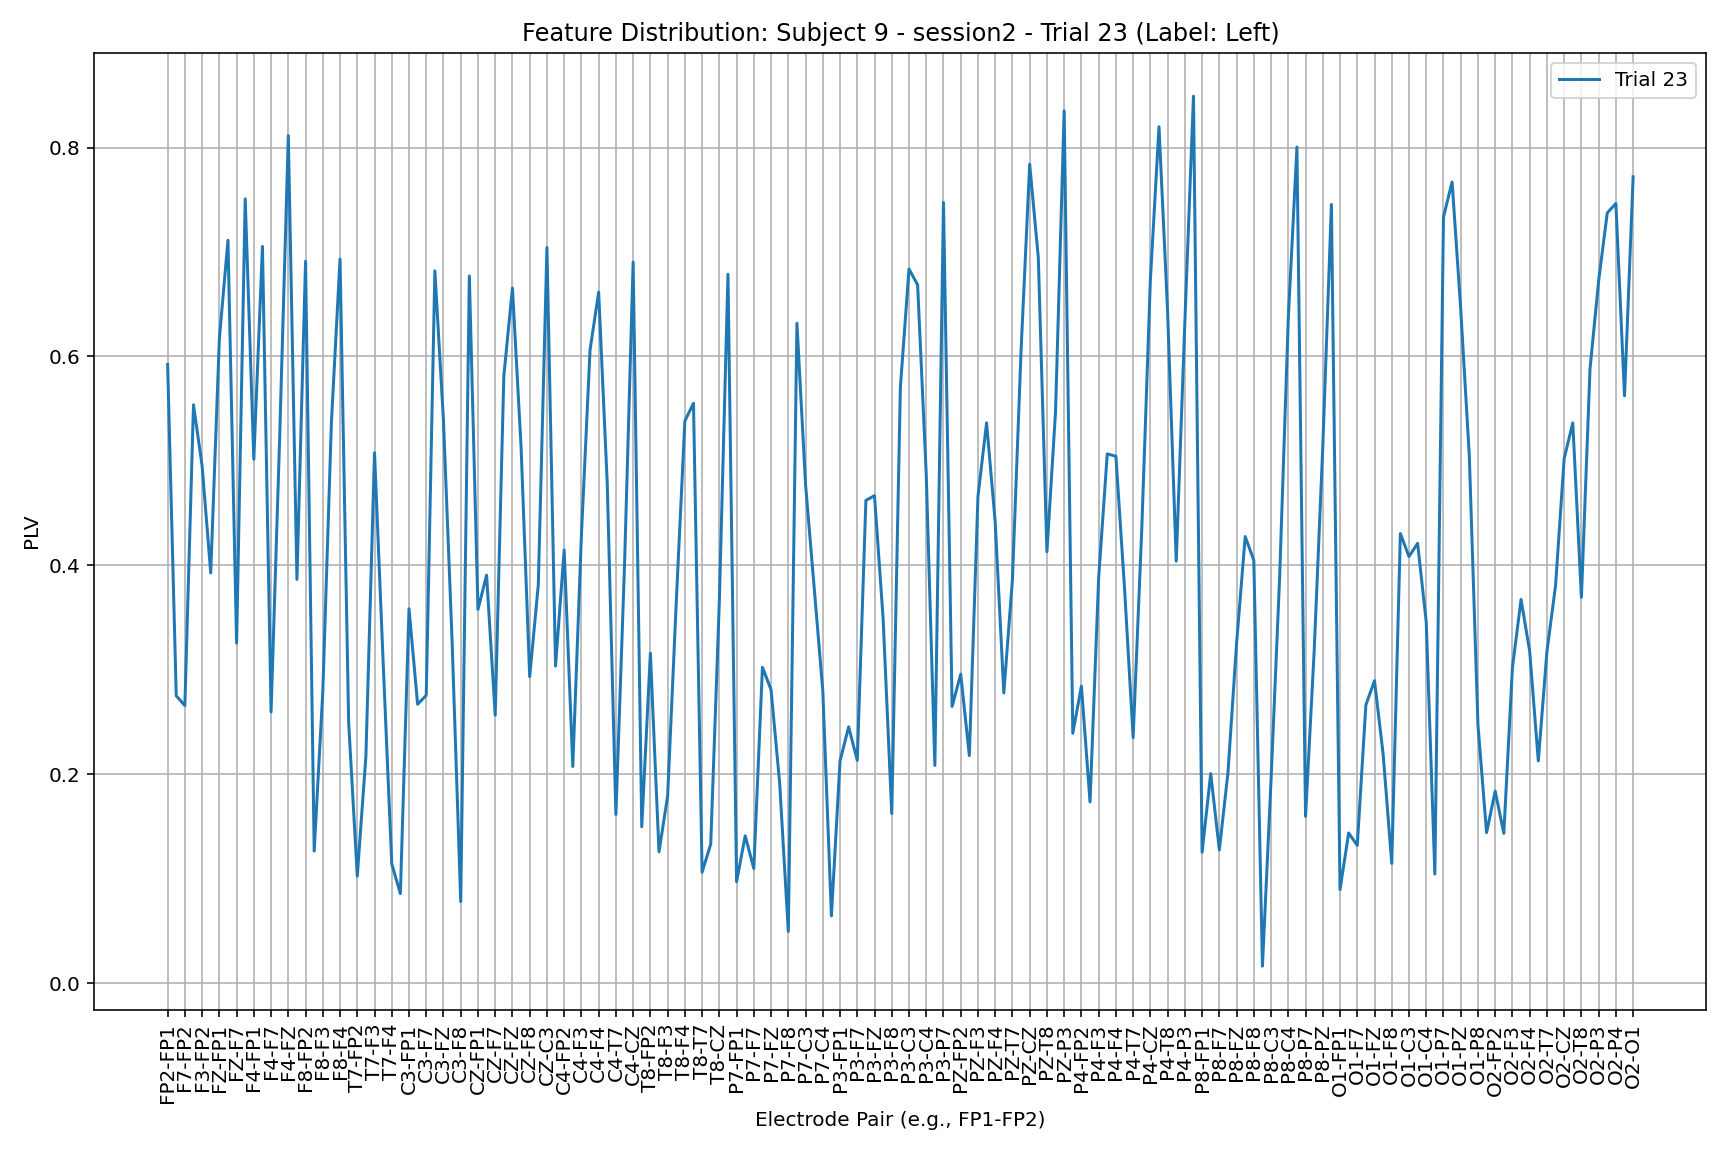 Feature Distribution: Subject 9 - session2 - Trial 23 (Label: Left)
Trial 23
PLV
0.8
0.6
0.4
0.2
0.0
FP2-FP1
F7-FP2
F3-FP2
FZ-FP1
FZ-F7
F4-FP1
F4-F7
F4-FZ
F8-FP2
F8-F3
F8-F4
T7-FP2
T7-F3
T7-F4
C3-FP1
C3-F7
C3-FZ
C3-F8
CZ-FP1
CZ-F7
CZ-FZ
CZ-F8
CZ-C3
C4-FP2
C4-F3
C4-F4
C4-T7
C4-CZ
T8-FP2
T8-F3
T8-F4
T8-T7
T8-CZ
P7-FP1
P7-F7
P7-FZ
P7-F8
P7-C3
P7-C4
P3-FP1
P3-F7
P3-FZ
P3-F8
P3-C3
P3-C4
P3-P7
PZ-FP2
PZ-F3
PZ-F4
PZ-T7
PZ-CZ
PZ-T8
PZ-P3
P4-FP2
P4-F3
P4-F4
P4-T7
P4-CZ
P4-T8
P4-P3
P8-FP1
P8-F7
P8-FZ
P8-F8
P8-C3
P8-C4
P8-P7
P8-PZ
O1-FP1
O1-F7
O1-FZ
O1-F8
O1-C3
O1-C4
O1-P7
O1-PZ
O1-P8
O2-FP2
O2-F3
O2-F4
O2-T7
O2-CZ
O2-T8
O2-P3
O2-P4
O2-O1
Electrode Pair (e.g., FP1-FP2)